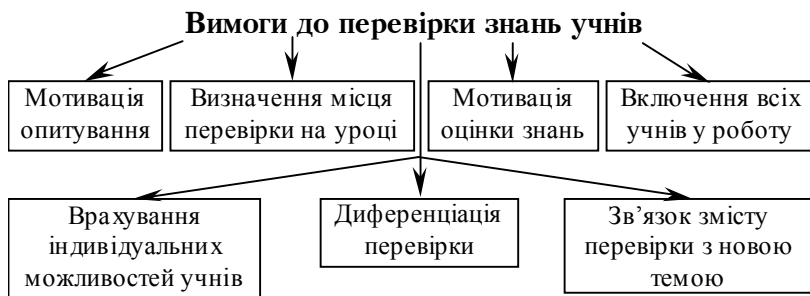 Вимоги до перевірки знань учнів
Мотивація
опитування
Визначення місця
перевірки на уроці
Мотивація
оцінки знань
Включення всіх
учнів у роботу
Врахування
індивідуальних
можливостей учнів
Диференціація
перевірки
Зв’язок змісту
перевірки з новою
темою